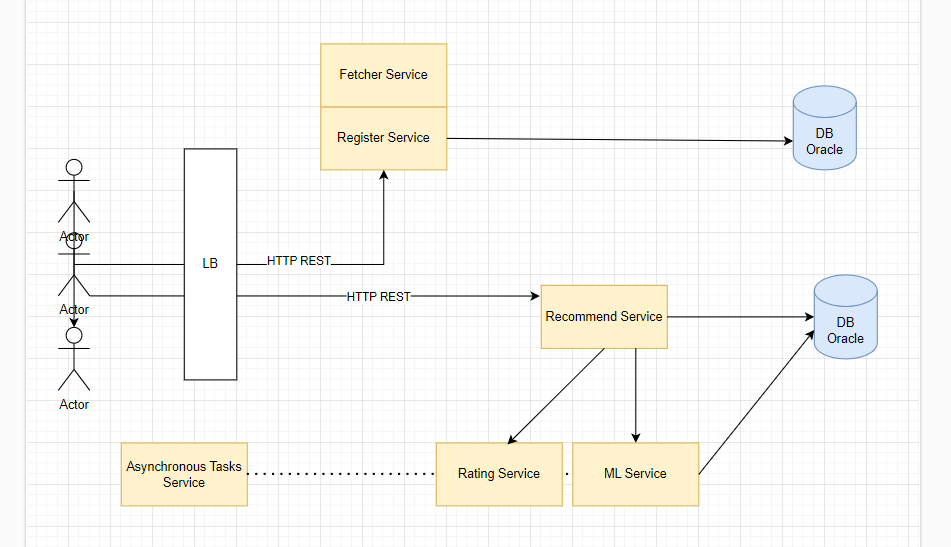 Fetcher Service
Register Service
DB
Oracle
Actor
LB
HTTP REST
Actor
HTTP REST
Recommend Service
DB
Oracle
Actor
Asynchronous Tasks
Service
Rating Service
ML Service